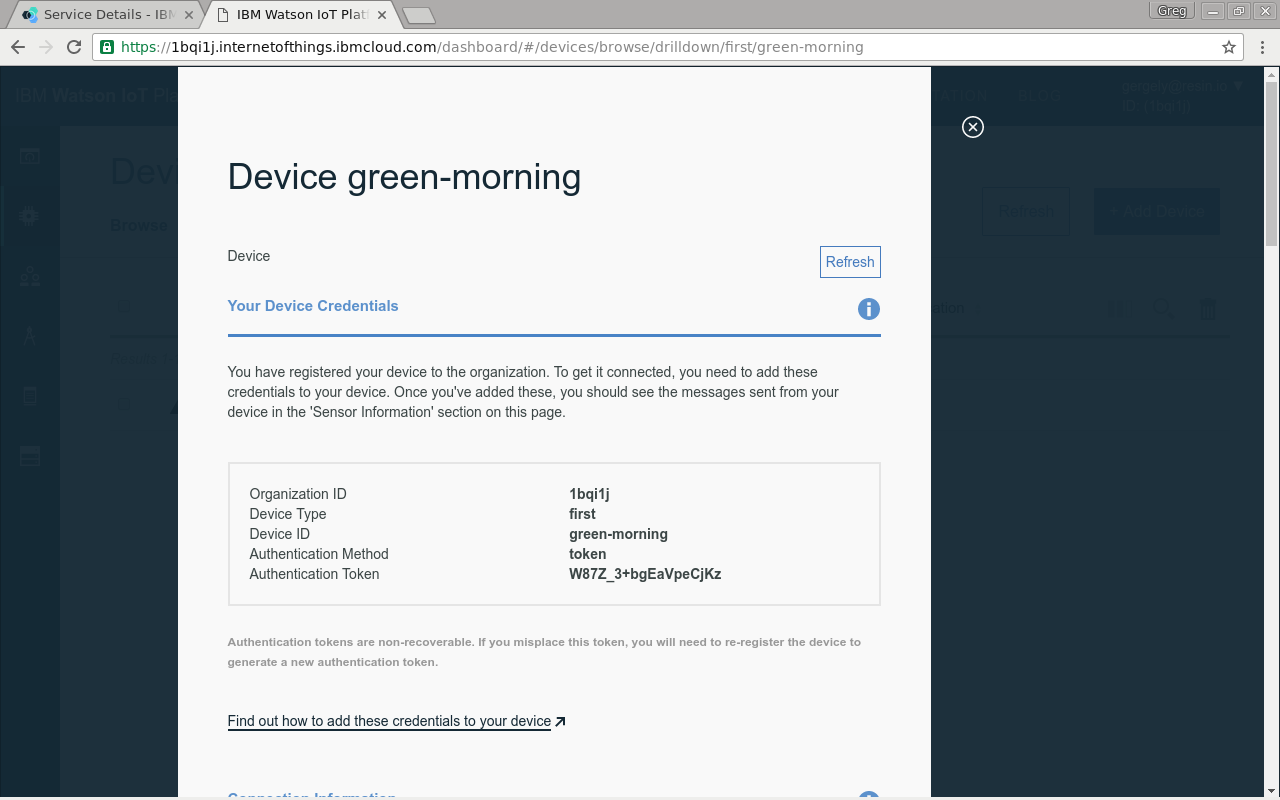 Service Details - IBM
IBM Watson IoT Plat
Greg
https://1bqi1j.internetofthings.ibmcloud.com/dashboard/#/devices/browse/drilldown/first/green-morning
IBM Watson IoT Pla
BLOG
ID: (1bqi1j)
Device green-morning
Browse
Refresh
+ Add Device
Device
Refresh
Your Device Credentials
You have registered your device to the organization. To get it connected, you need to add these
credentials to your device. Once you've added these, you should see the messages sent from your
device in the 'Sensor Information' section on this page.
Organization ID 1bqi1j
Device Type first
Device ID green-morning
Authentication Method token
Authentication Token W87Z_3+bgEaVpeCjKz
Authentication tokens are non-recoverable. If you misplace this token, you will need to re-register the device to
generate a new authentication token.
Find out how to add these credentials to your device
Connection Information